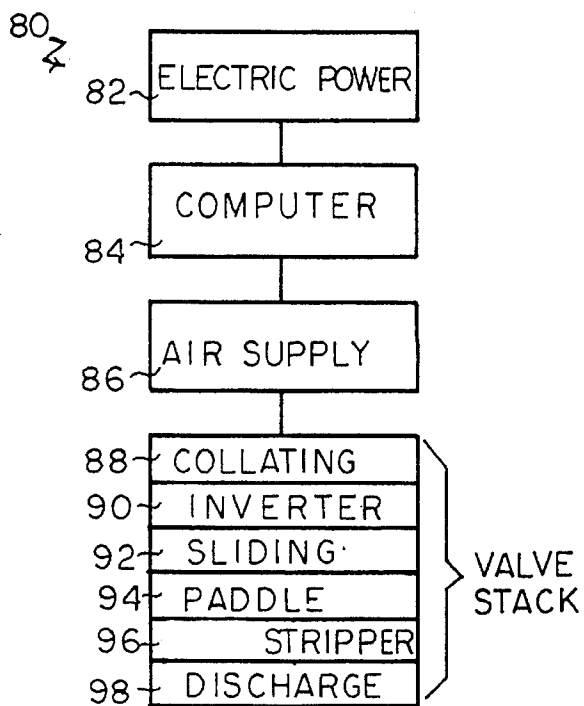 80
82 ELECTRIC POWER
COMPUTER
84
AIR SUPPLY
86
88 COLLATING
90 INVERTER
92 SLIDING
94 PADDLE
96 STRIPPER
98 DISCHARGE
VALVE
STACK